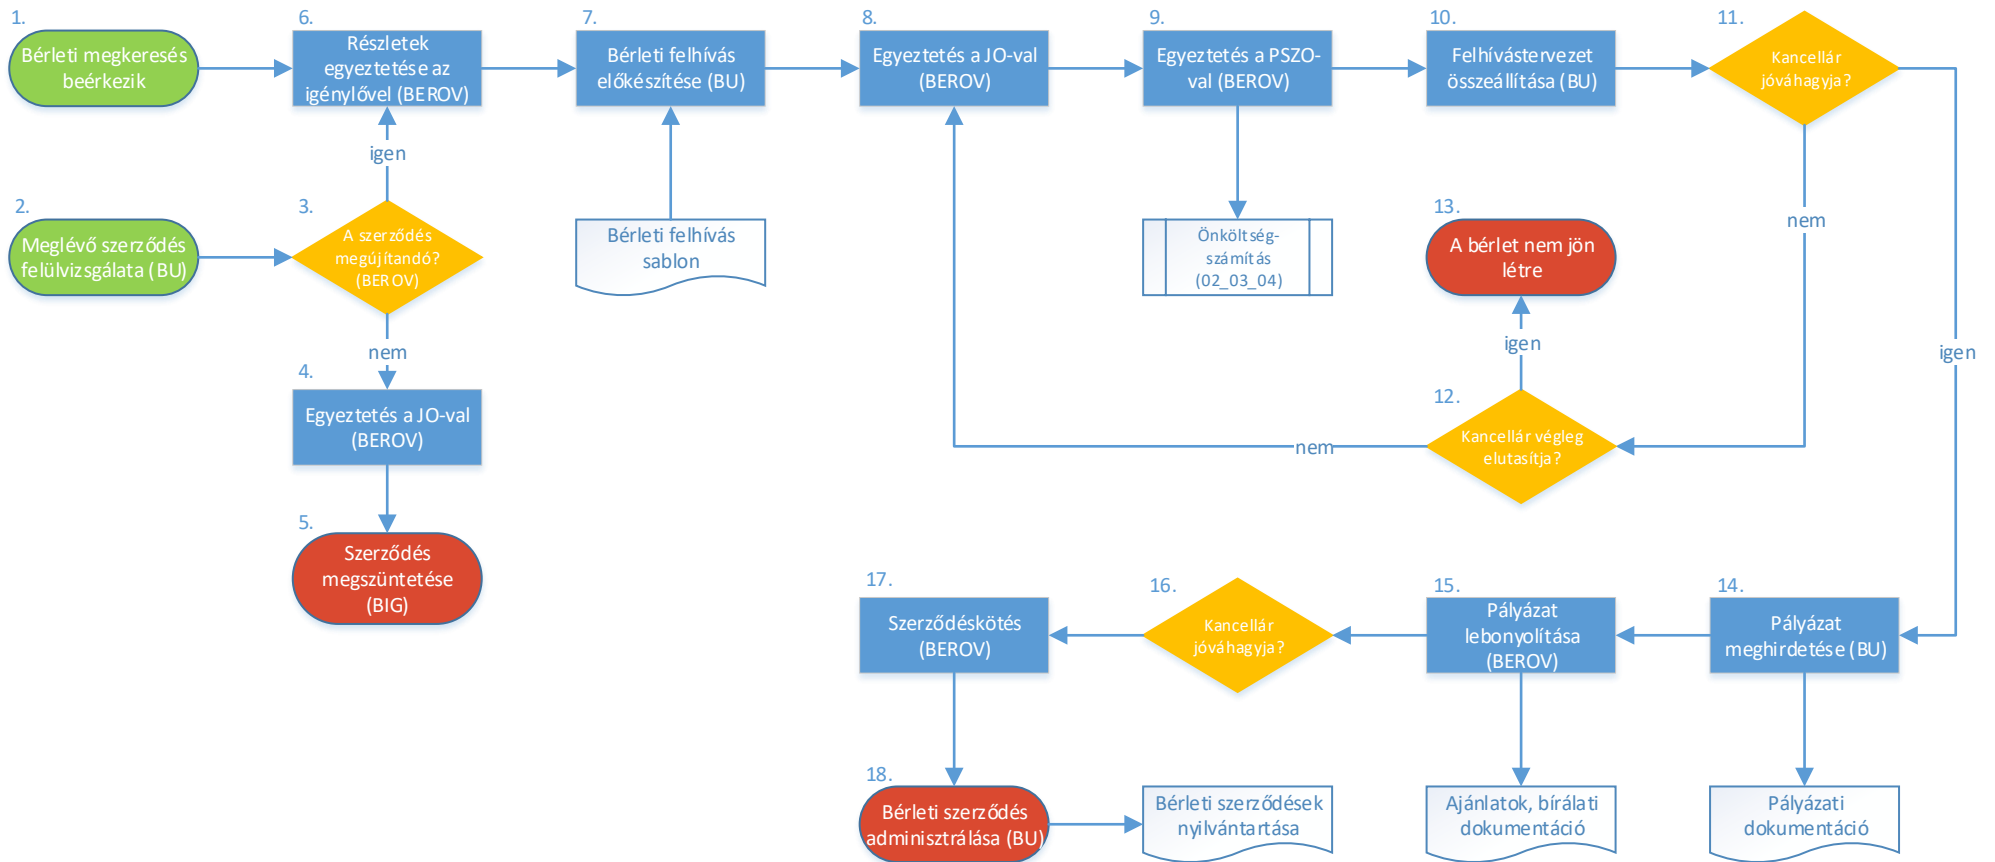 1.
Bérleti megkeresés
beérkezik
6.
Részletek
egyeztetése az
igénylővel (BEROV)
7.
Bérleti felhívás
előkészítése (BU)
8.
Egyeztetés a JO-val
(BEROV)
9.
Egyeztetés a PSZO-
val (BEROV)
10.
Felhívástervezet
összeállítása (BU)
11.
Kancellár
jóváhagyja?
igen
nem
igen
2.
Meglévő szerződés
felülvizsgálata (BU)
3.
A szerződés
megújítandó?
(BEROV)
Bérleti felhívás
sablon
Önköltség-
számítás
(02_03_04)
13.
A bérlet nem jön
létre
igen
nem
4.
Egyeztetés a JO-val
(BEROV)
12.
Kancellár végleg
elutasítja?
nem
5.
Szerződés
megszüntetése
(BIG)
17.
Szerződéskötés
(BEROV)
16.
Kancellár
jóváhagyja?
15.
Pályázat
lebonyolítása
(BEROV)
14.
Pályázat
meghirdetése (BU)
18.
Bérleti szerződés
adminisztrálása (BU)
Bérleti szerződések
nyilvántartása
Ajánlatok, bírálati
dokumentáció
Pályázati
dokumentáció